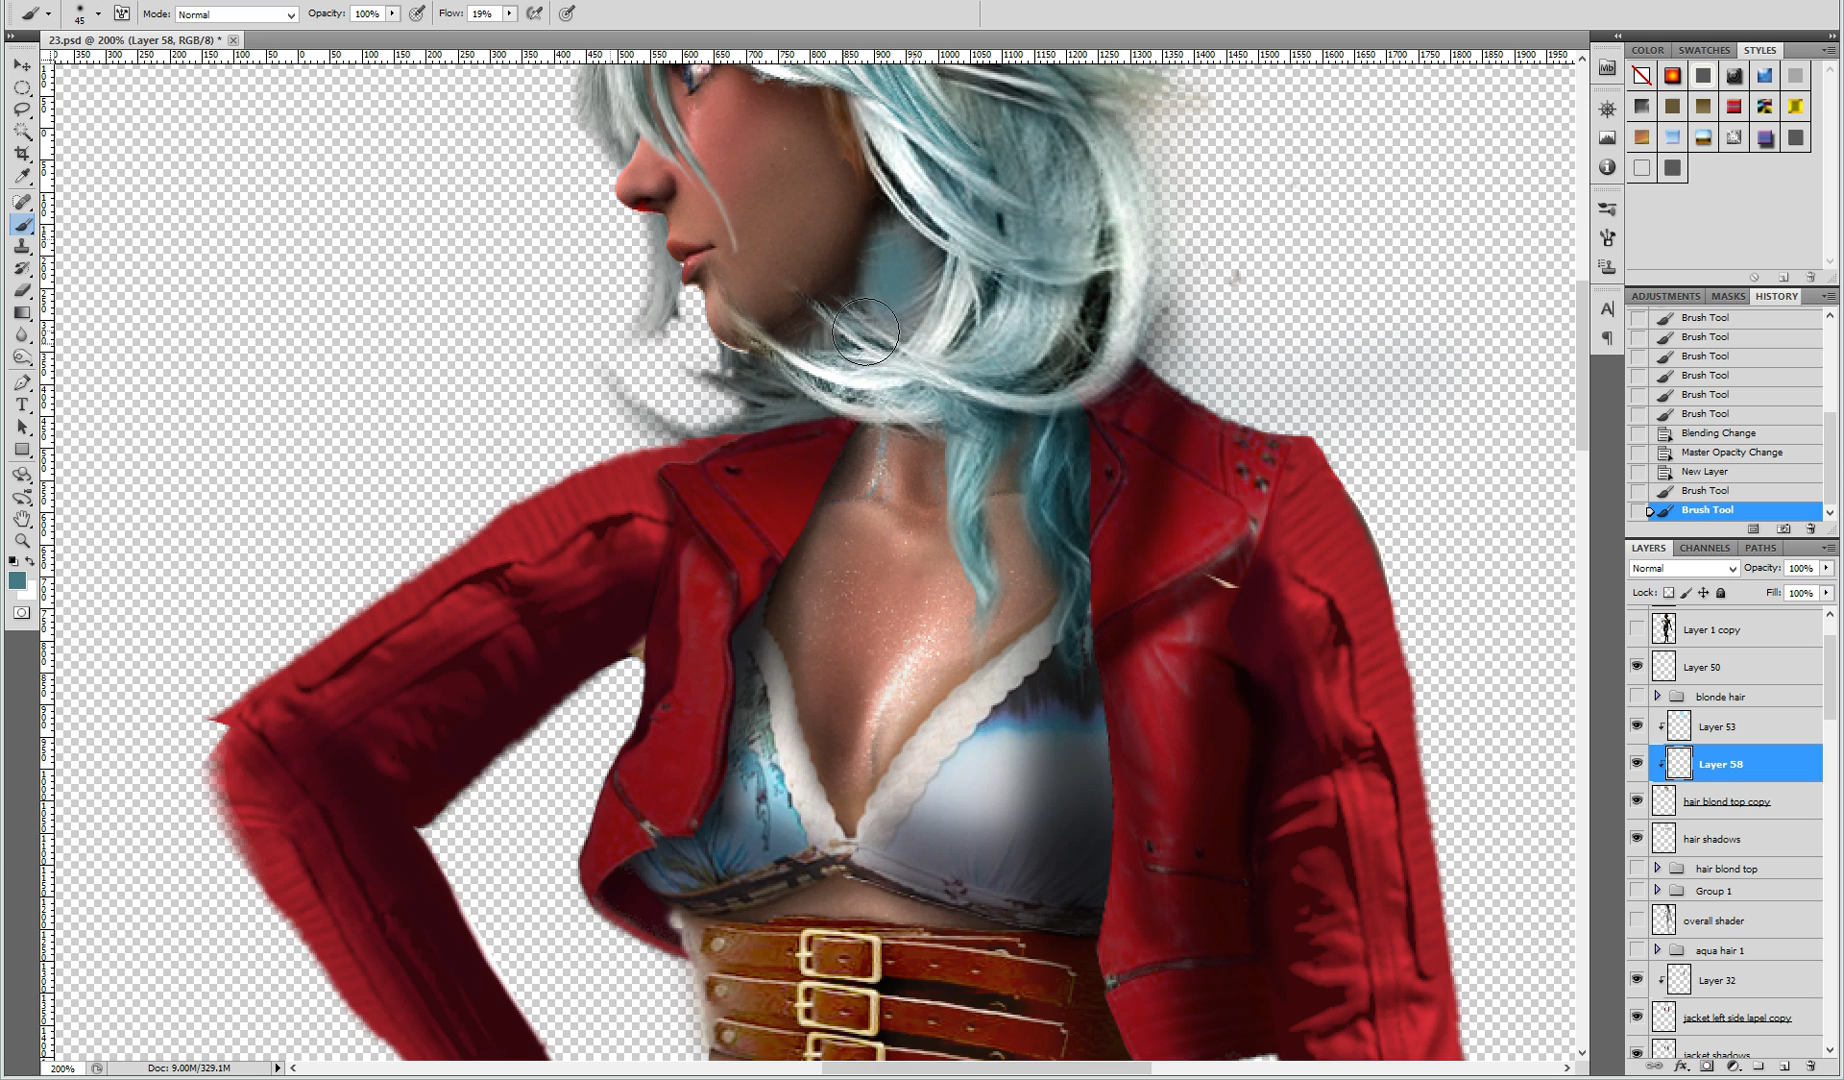 45
Mode: Normal
Opacity: 100%
Flow: 19%
23.psd @ 200% (Layer 58, RGB/8) *
COLOR SWATCHES STYLES
ADJUSTMENTS MASKS HISTORY
Brush Tool
Brush Tool
Brush Tool
Brush Tool
Brush Tool
Brush Tool
Blending Change
Master Opacity Change
New Layer
Brush Tool
Brush Tool
LAYERS CHANNELS PATHS
Normal
Opacity: 100%
Lock:
Fill: 100%
Layer 1 copy
Layer 50
blonde hair
Layer 53
Layer 58
hair blond top copy
hair shadows
hair blond top
Group 1
overall shader
aqua hair 1
Layer 32
jacket left side lapel copy
jacket shadows
200%
Doc: 9.00M/329.1M